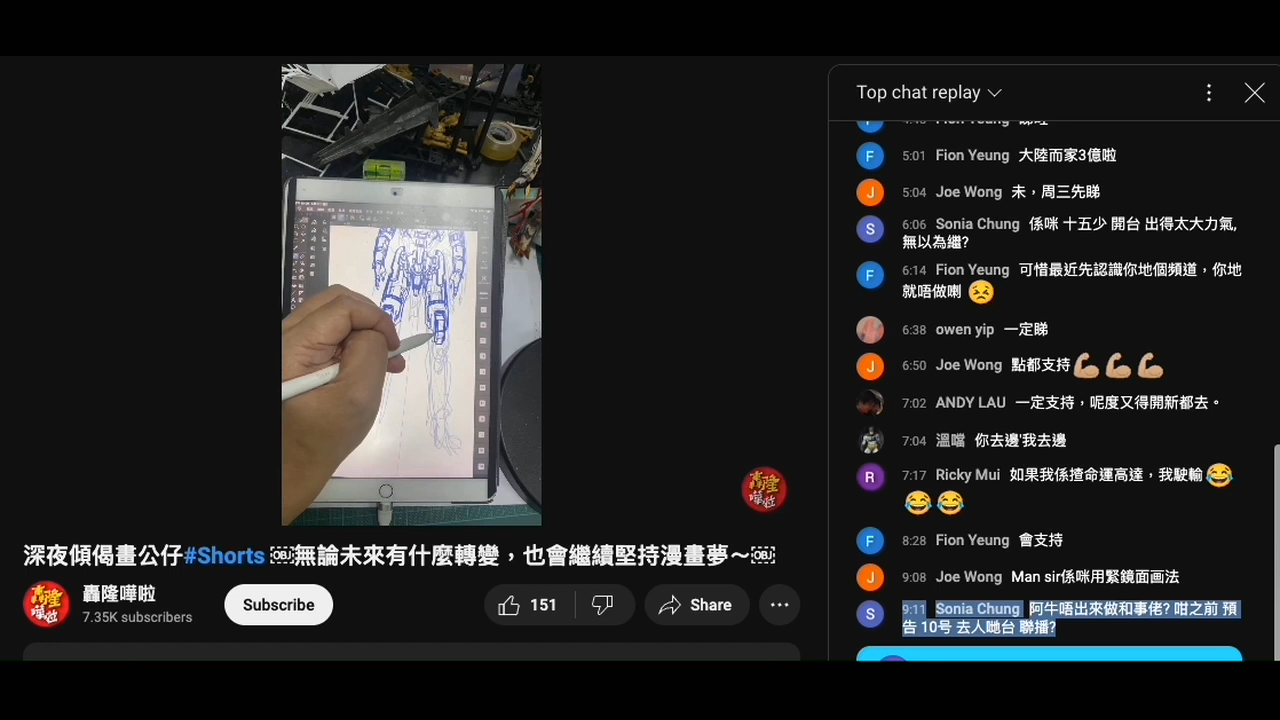 Top chat replay
F
F
5:01 Fion Yeung 大陸而家3億啦
J
5:04 Joe Wong 未，周三先睇
S
6:06 Sonia Chung 係咪 十五少 開台 出得太大力氣,
無以為繼?
F
6:14 Fion Yeung 可惜最近先認識你地個頻道，你地
就唔做喇 😣
6:38 owen yip 一定睇
J
6:50 Joe Wong 點都支持💪💪💪
7:02 ANDY LAU 一定支持，呢度又得開新都去。
7:04 溫噹 你去邊'我去邊
R
7:17 Ricky Mui 如果我係揸命運高達，我駛輸😂
😂😂
F
8:28 Fion Yeung 會支持
J
9:08 Joe Wong Man sir係咪用緊鏡面画法
S
9:11 Sonia Chung 阿牛唔出來做和事佬? 咁之前 預
告 10号 去人哋台 聯播?
轟隆
嘩啦
深夜傾偈畫公仔#Shorts ￼無論未來有什麼轉變，也會繼續堅持漫畫夢～￼
轟隆
嘩啦
轟隆嘩啦
7.35K subscribers
Subscribe
151
Share